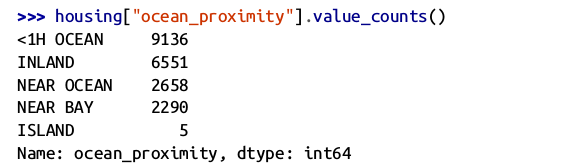 >>> housing["ocean_proximity"].value_counts()
<1H OCEAN     9136
INLAND        6551
NEAR OCEAN    2658
NEAR BAY      2290
ISLAND           5
Name: ocean_proximity, dtype: int64